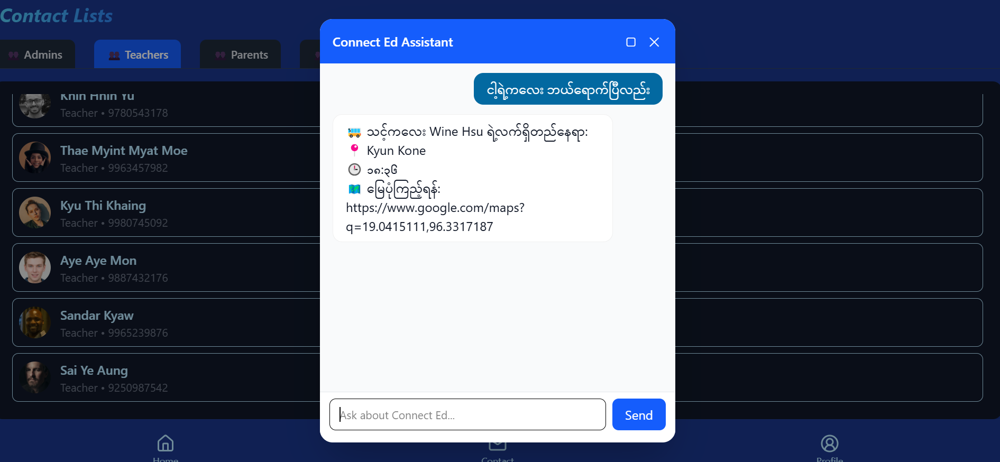 Contact Lists
Admins
Teachers
Parents
Khin Hnin Yu
Teacher • 9780543178
Thae Myint Myat Moe
Teacher • 9963457982
Kyu Thi Khaing
Teacher • 9980745092
Aye Aye Mon
Teacher • 9887432176
Sandar Kyaw
Teacher • 9965239876
Sai Ye Aung
Teacher • 9250987542
Connect Ed Assistant
ငါ့ရဲ့ကလေး ဘယ်ရောက်ပြီလည်း
🚌 သင့်ကလေး Wine Hsu ရဲ့လက်ရှိတည်နေရာ:
📍 Kyun Kone
🕒 ၁၈:၃၆
🗺️ မြေပုံကြည့်ရန်:
https://www.google.com/maps?
q=19.0415111,96.3317187
Ask about Connect Ed...
Send
Home
Contact
Profile